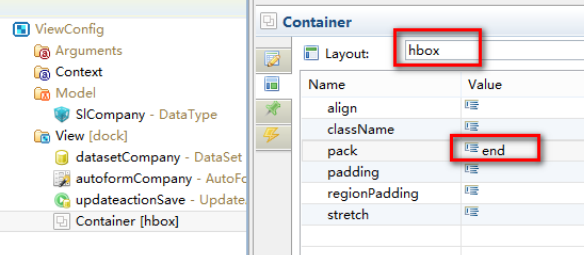 ViewConfig
Arguments
Context
Model
SlCompany - DataType
View [dock]
datasetCompany - DataSet
autoformCompany - AutoFo
updateactionSave - Update.
Container [hbox]
Container
Layout: hbox
Name Value
align
className
pack end
padding
regionPadding
stretch